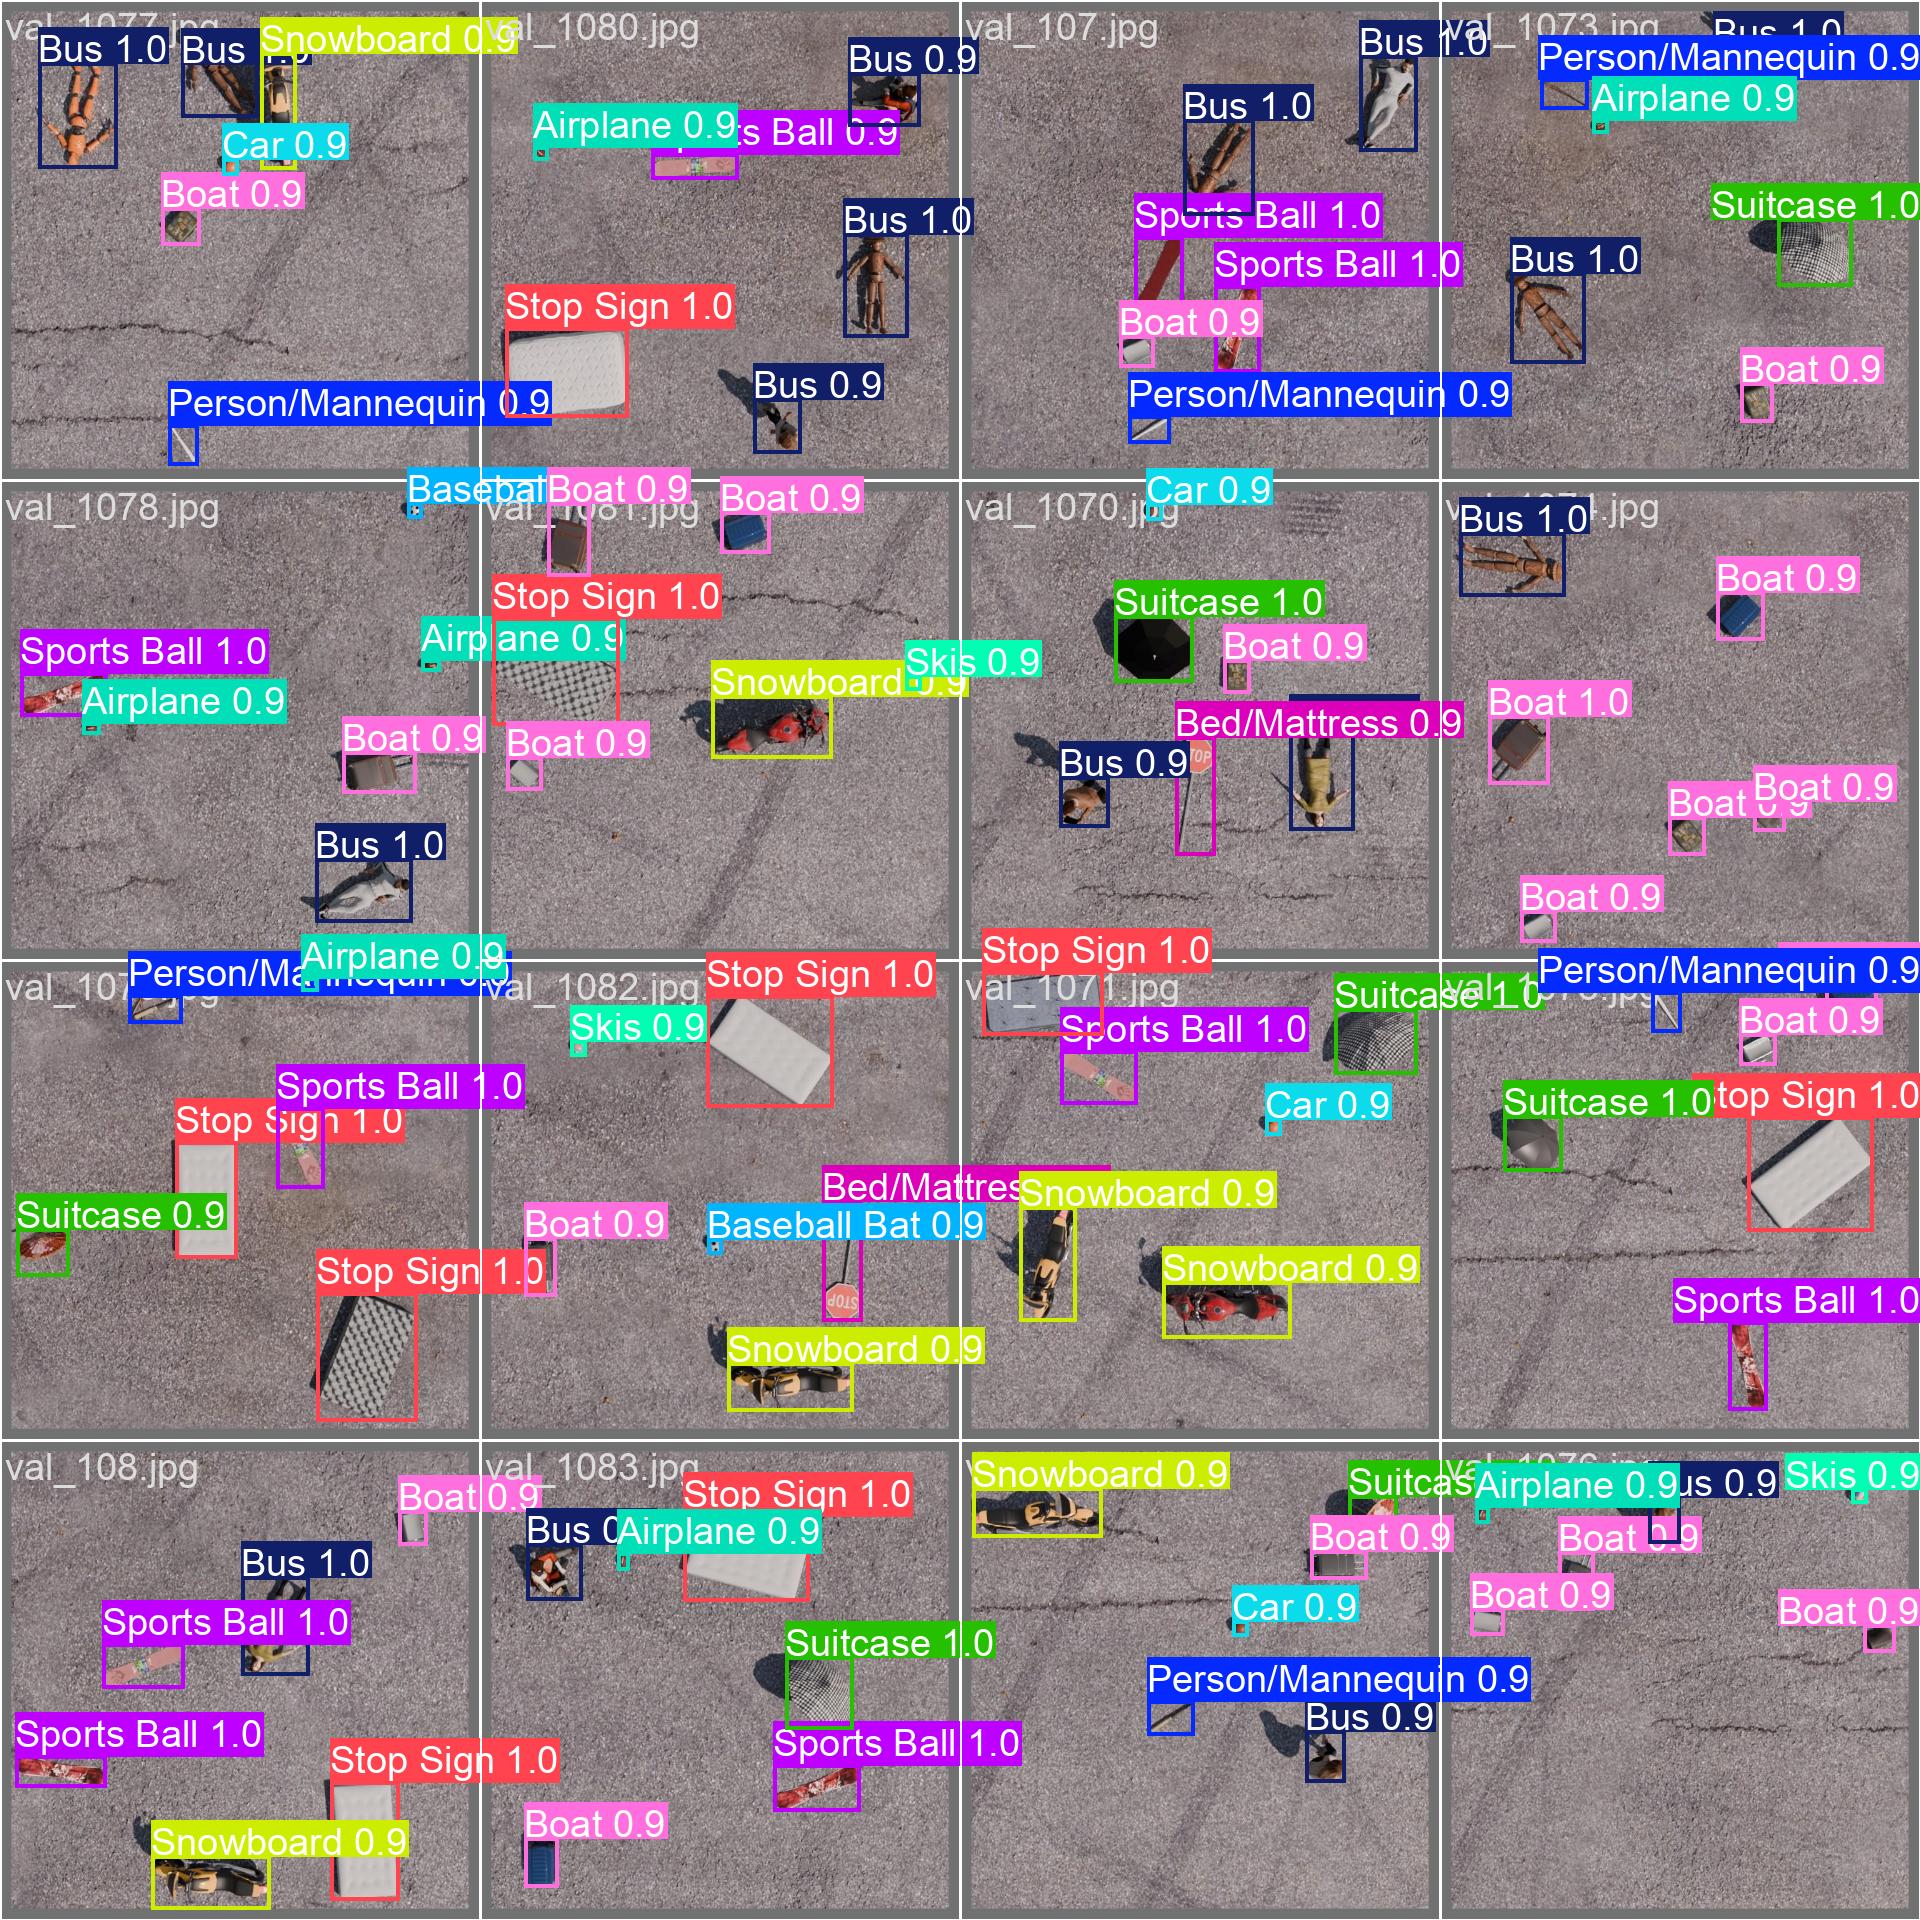 val_1077.jpg
Bus 1.0
Bus
Snowboard 0.9
Car 0.9
Boat 0.9
Person/Mannequin 0.9
val_1080.jpg
Bus 0.9
Airplane 0.9
ts Ball 0.9
Bus 1.0
Stop Sign 1.0
Bus 0.9
val_107.jpg
Bus 1.0
Bus 1.0
Sports Ball 1.0
Sports Ball 1.0
Boat 0.9
Person/Mannequin 0.9
val_1073.jpg
Bus 1.0
Person/Mannequin 0.9
Airplane 0.9
Suitcase 1.0
Bus 1.0
Boat 0.9
val_1078.jpg
Basebal
Sports Ball 1.0
Airplane 0.9
Airplane 0.9
Boat 0.9
Bus 1.0
val_1081.jpg
Boat 0.9
Boat 0.9
Stop Sign 1.0
Skis 0.9
Snowboard 0.9
Boat 0.9
val_1070.jpg
Car 0.9
Suitcase 1.0
Boat 0.9
Bed/Mattress 0.9
STOP
Bus 0.9
Bus 1.0
Boat 0.9
Boat 1.0
Boat 0.9
Boat 0.9
Boat 0.9
Person/Mannequin 0.9
Airplane 0.9
Sports Ball 1.0
Stop Sign 1.0
Suitcase 0.9
Stop Sign 1.0
val_1082.jpg
Stop Sign 1.0
Skis 0.9
Bed/Mattres
Boat 0.9
Baseball Bat 0.9
STOP
Snowboard 0.9
val_1071.jpg
Stop Sign 1.0
Suitcase 1.0
Sports Ball 1.0
Car 0.9
Snowboard 0.9
Snowboard 0.9
Person/Mannequin 0.9
Boat 0.9
Suitcase 1.0
top Sign 1.0
Sports Ball 1.0
val_108.jpg
Boat 0.9
Bus 1.0
Sports Ball 1.0
Sports Ball 1.0
Stop Sign 1.0
Snowboard 0.9
val_1083.jpg
Stop Sign 1.0
Bus
Airplane 0.9
Suitcase 1.0
Sports Ball 1.0
Boat 0.9
Snowboard 0.9
Suitcas
Boat 0.9
Car 0.9
Person/Mannequin 0.9
Bus 0.9
val_1076.jpg
Airplane 0.9
us 0.9
Skis 0.9
Boat 0.9
Boat 0.9
Boat 0.9